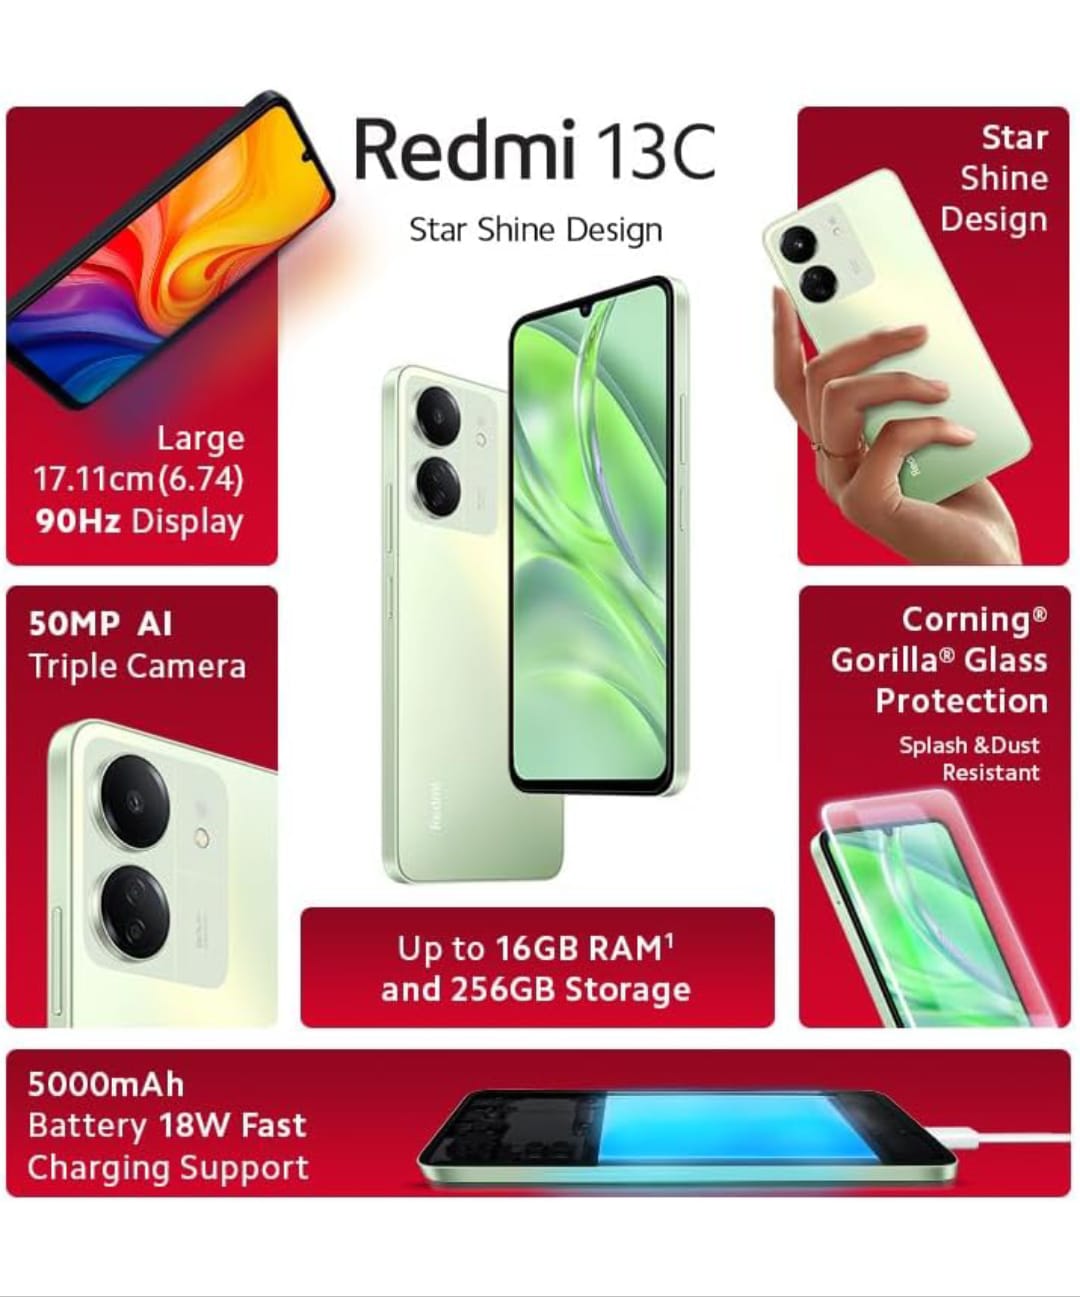 Redmi 13C
Star Shine Design
Large
17.11cm(6.74)
90Hz Display
Star
Shine
Design
50MP AI
Triple Camera
Corning®
Gorilla® Glass
Protection
Splash &Dust
Resistant
Redmi
Up to 16GB RAM¹
and 256GB Storage
5000mAh
Battery 18W Fast
Charging Support